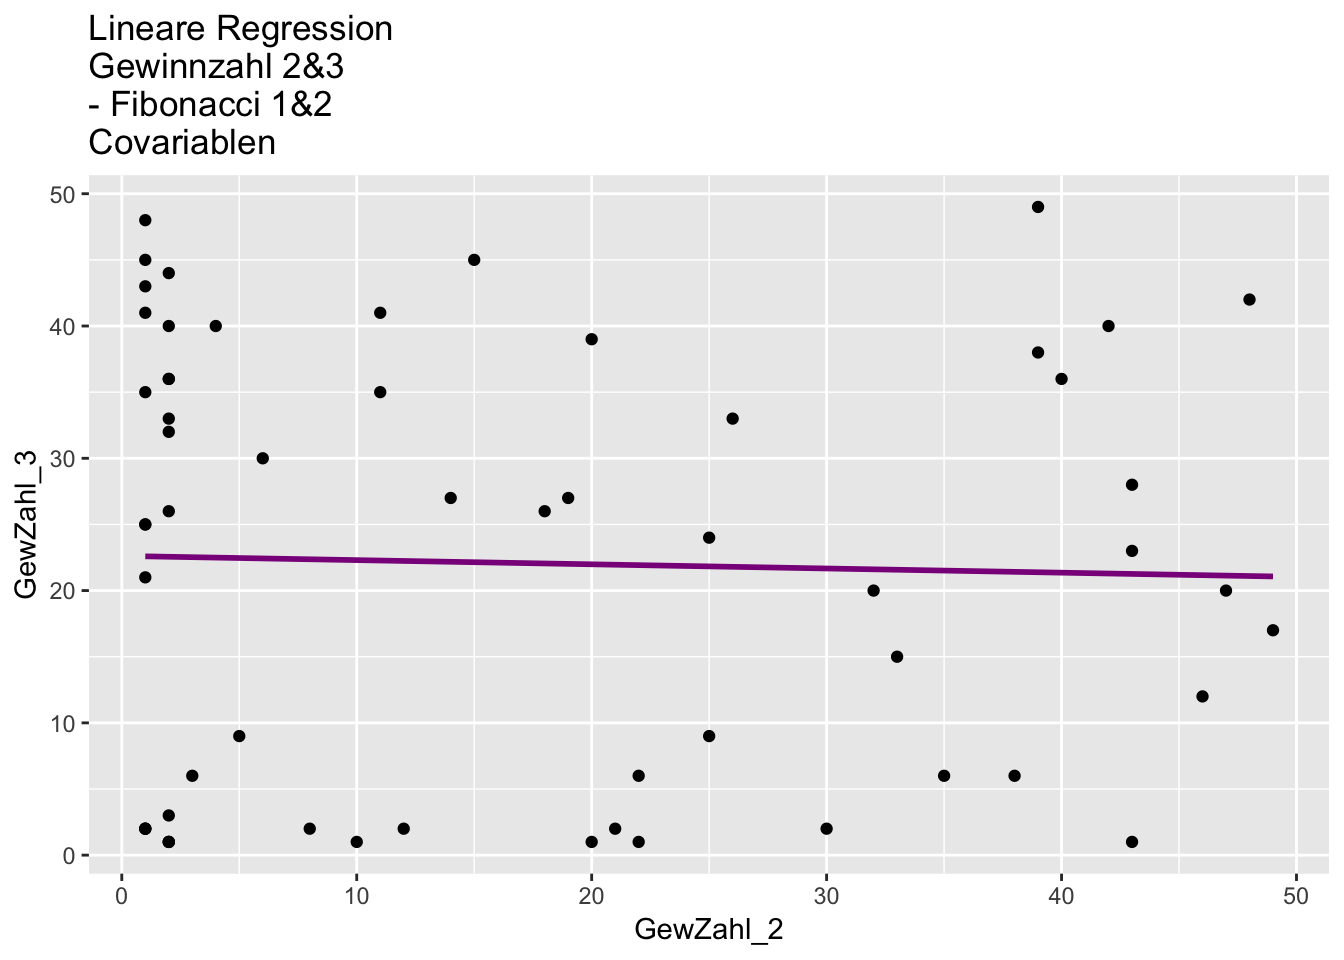 Lineare Regression
Gewinnzahl 2&3
- Fibonacci 1&2
Covariablen
50
40
30
20
10
0
GewZahl_3
0 10 20 30 40 50
GewZahl_2